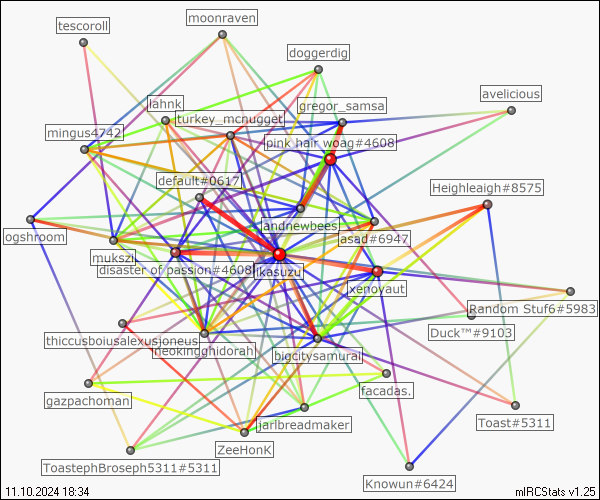 moonraven
tescoroll
doggerdig
avelicious
lahnk
gregor_samsa
turkey_mcnugget
mingus4742
pink hair woag#4608
default#0617
Heighleaigh#8575
andnewbees
ogshroom
asad#6947
mukszi
disaster of passion#4608
ikasuzu
xenoyaut
Random Stuf6#5983
Duck™#9103
thiccusboiusalexusjoneus
neokingghidorah
bigcitysamurai
gazpachoman
facadas.
jarlbreadmaker
Toast#5311
ZeeHonK
ToastephBroseph5311#5311
Knowun#6424
11.10.2024 18:34
mIRCStats v1.25